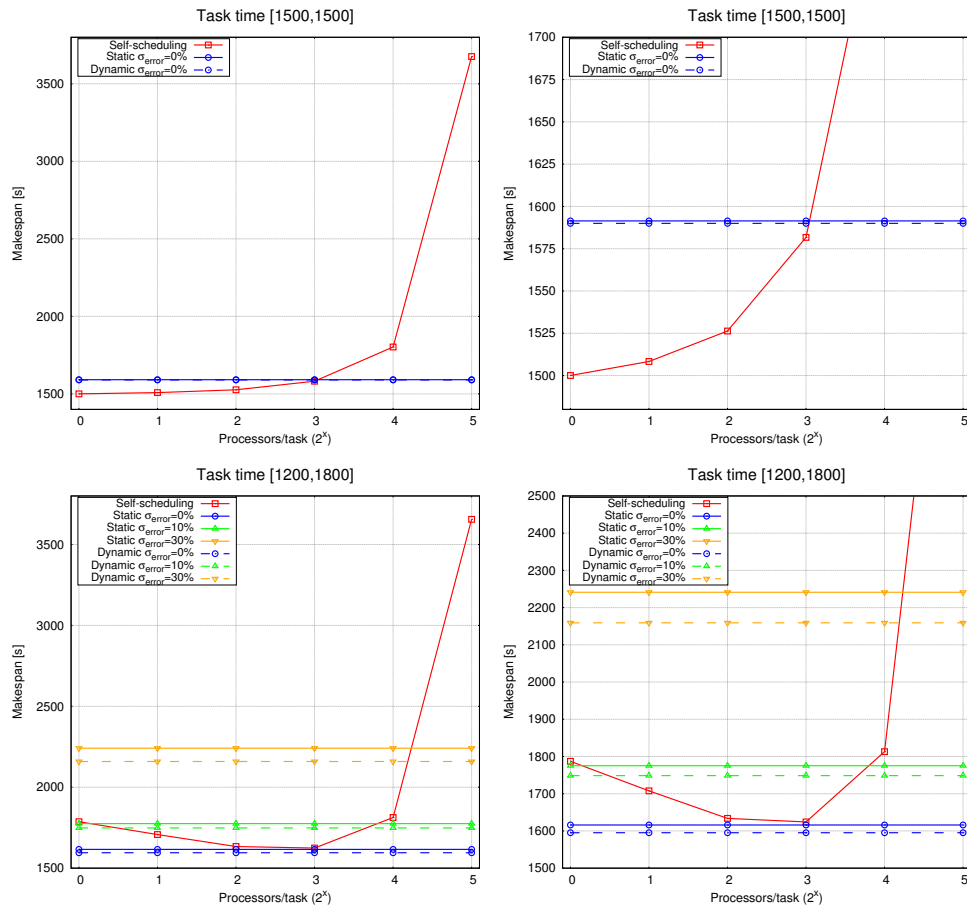 Task time [1500,1500]
Self-scheduling
Static σerror=0%
Dynamic σerror=0%
3500
3000
2500
2000
1500
Makespan [s]
0 1 2 3 4 5
Processors/task (2^x)
Task time [1500,1500]
Self-scheduling
Static σerror=0%
Dynamic σerror=0%
1700
1675
1650
1625
1600
1575
1550
1525
1500
Makespan [s]
0 1 2 3 4 5
Processors/task (2^x)
Task time [1200,1800]
Self-scheduling
Static σerror=0%
Static σerror=10%
Static σerror=30%
Dynamic σerror=0%
Dynamic σerror=10%
Dynamic σerror=30%
3500
3000
2500
2000
1500
Makespan [s]
0 1 2 3 4 5
Processors/task (2^x)
Task time [1200,1800]
Self-scheduling
Static σerror=0%
Static σerror=10%
Static σerror=30%
Dynamic σerror=0%
Dynamic σerror=10%
Dynamic σerror=30%
2500
2400
2300
2200
2100
2000
1900
1800
1700
1600
1500
Makespan [s]
0 1 2 3 4 5
Processors/task (2^x)